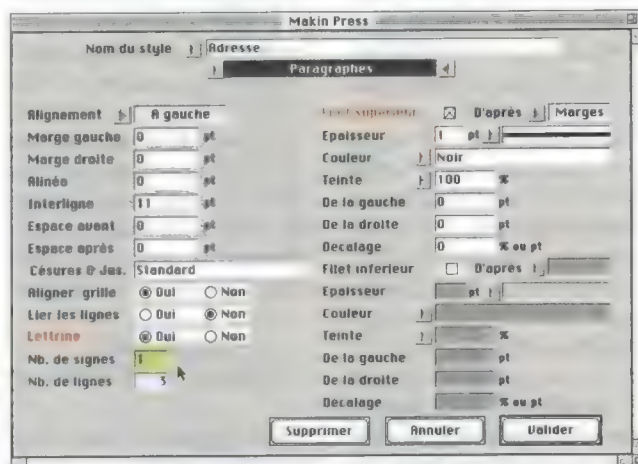 Makin Press
Nom du style Adresse
Paragraphes
Alignement A gauche
Marge gauche 0 pt
Marge droite 0 pt
Alinéa 0 pt
Interligne 11 pt
Espace avant 0 pt
Espace après 0 pt
Césures & Jus. Standard
Aligner grille Oui Non
Lier les lignes Oui Non
Lettrine Oui Non
Nb. de signes 1
Nb. de lignes
Filet supérieur D'après Marges
Epaisseur 1 pt
Couleur Noir
Teinte 100 %
De la gauche 0 pt
De la droite 0 pt
Décalage 0 % ou pt
Filet inférieur D'après
Epaisseur pt
Couleur
Teinte %
De la gauche pt
De la droite pt
Décalage % ou pt
Supprimer Annuler Valider